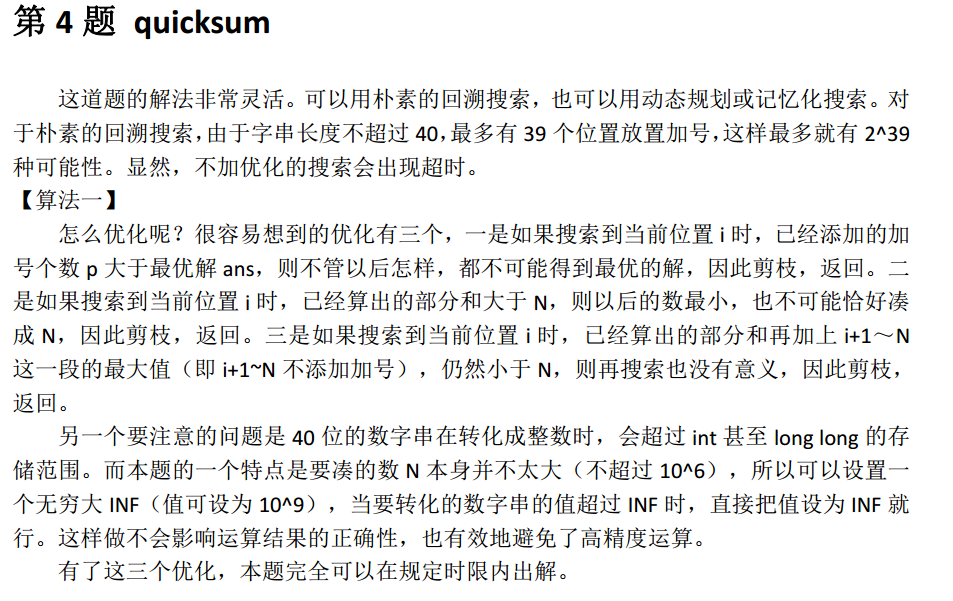 第 4 题 quicksum
这道题的解法非常灵活。可以用朴素的回溯搜索，也可以用动态规划或记忆化搜索。对
于朴素的回溯搜索，由于字串长度不超过 40，最多有 39 个位置放置加号，这样最多就有 2^39
种可能性。显然，不加优化的搜索会出现超时。
【算法一】
怎么优化呢？很容易想到的优化有三个，一是如果搜索到当前位置 i 时，已经添加的加
号个数 p 大于最优解 ans，则不管以后怎样，都不可能得到最优的解，因此剪枝，返回。二
是如果搜索到当前位置 i 时，已经算出的部分和大于 N，则以后的数最小，也不可能恰好凑
成 N，因此剪枝，返回。三是如果搜索到当前位置 i 时，已经算出的部分和再加上 i+1～N
这一段的最大值（即 i+1~N 不添加加号），仍然小于 N，则再搜索也没有意义，因此剪枝，
返回。
另一个要注意的问题是 40 位的数字串在转化成整数时，会超过 int 甚至 long long 的存
储范围。而本题的一个特点是要凑的数 N 本身并不太大（不超过 10^6），所以可以设置一
个无穷大 INF（值可设为 10^9），当要转化的数字串的值超过 INF 时，直接把值设为 INF 就
行。这样做不会影响运算结果的正确性，也有效地避免了高精度运算。
有了这三个优化，本题完全可以在规定时限内出解。